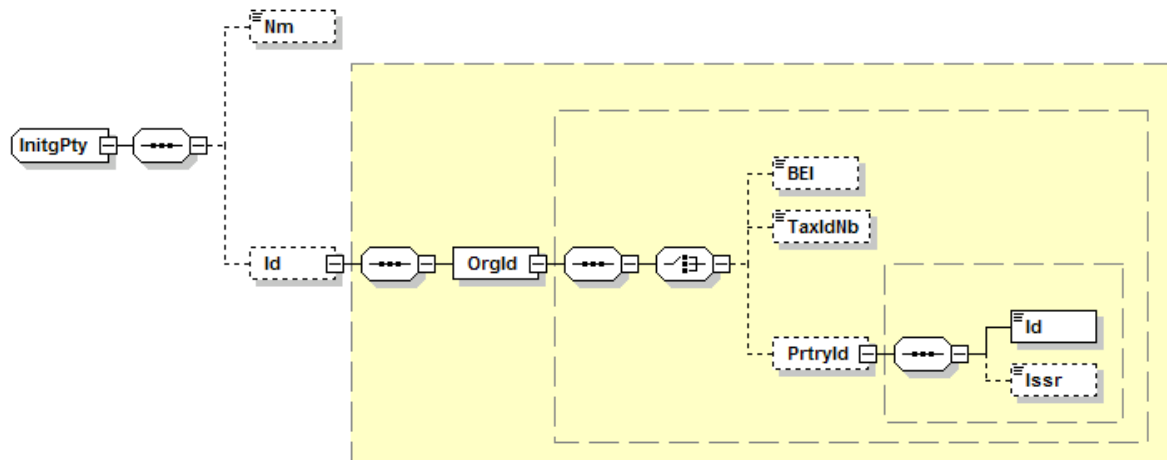 Nm
InitgPty
BEI
TaxIdNb
Id
OrgId
Id
PrtryId
Issr